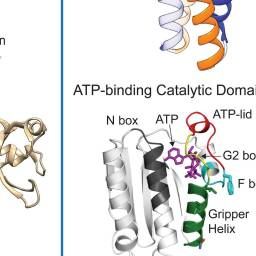 n
ATP-binding Catalytic Domai
N box
ATP
ATP-lid
G2 bo
F b
Gripper
Helix